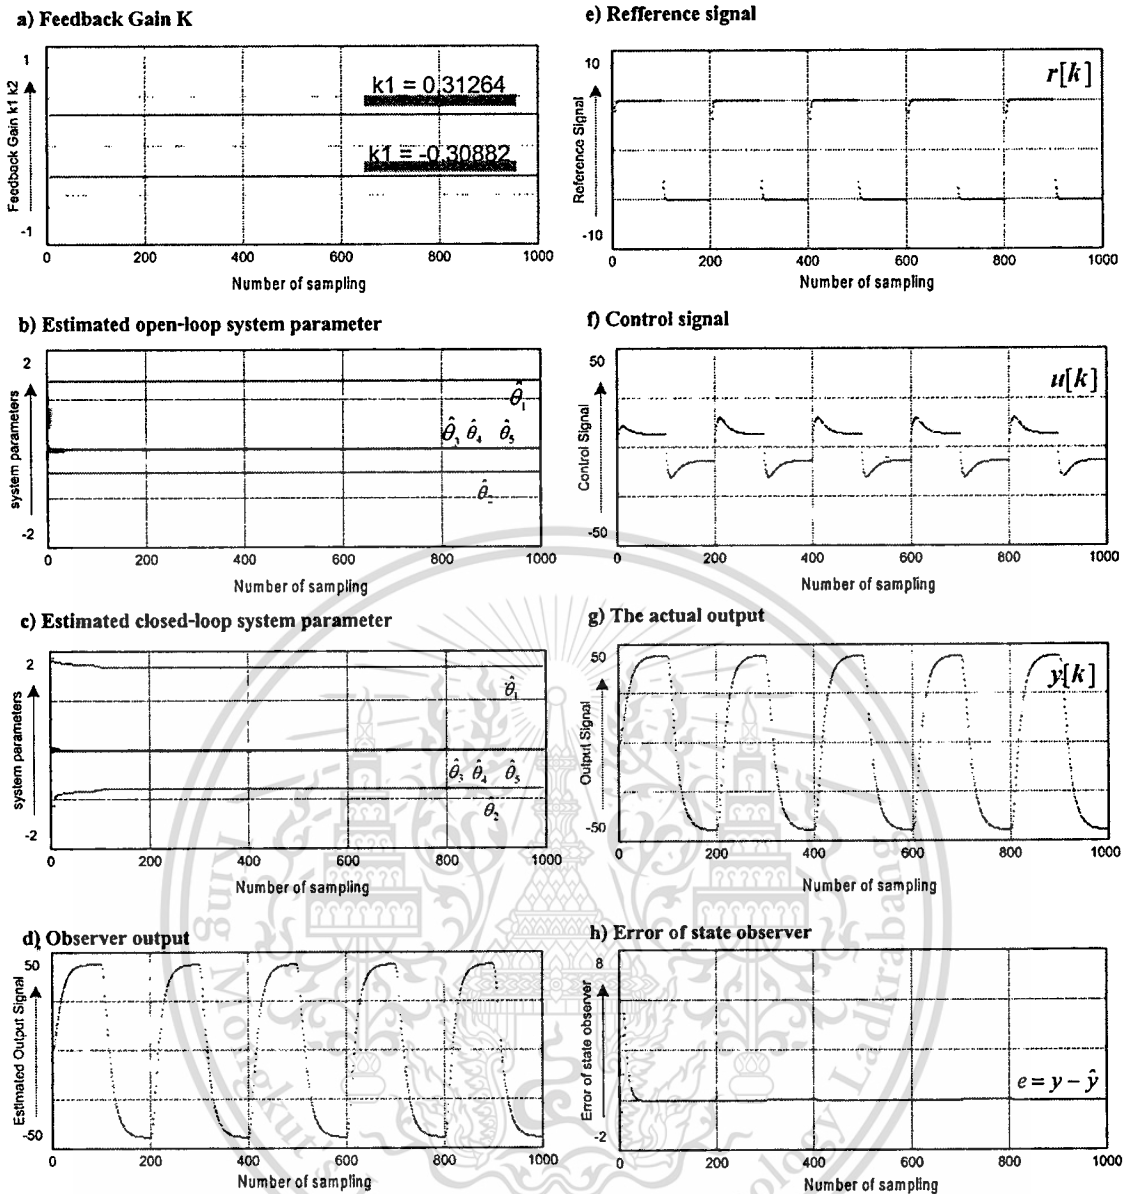 a) Feedback Gain K
1
Feedback Gain k1 k2
k1 = 0,31264
k1 = -0,30882
-1
0 200 400 600 800 1000
Number of sampling
b) Estimated open-loop system parameter
2
system parameters
θ̂₁
θ̂₃ θ̂₄ θ̂₅
θ̂₂
-2
0 200 400 600 800 1000
Number of sampling
c) Estimated closed-loop system parameter
2
system parameters
θ̂₁
θ̂₃ θ̂₄ θ̂₅
θ̂₂
-2
0 200 400 600 800 1000
Number of sampling
d) Observer output
50
Estimated Output Signal
-50
0 200 400 600 800 1000
Number of sampling
e) Refference signal
10
Reference Signal
r[k]
-10
0 200 400 600 800 1000
Number of sampling
f) Control signal
50
Control Signal
u[k]
-50
0 200 400 600 800 1000
Number of sampling
g) The actual output
50
Output Signal
y[k]
-50
0 200 400 600 800 1000
Number of sampling
h) Error of state observer
8
Error of state observer
e = y − ŷ
-2
0 200 400 600 800 1000
Number of sampling